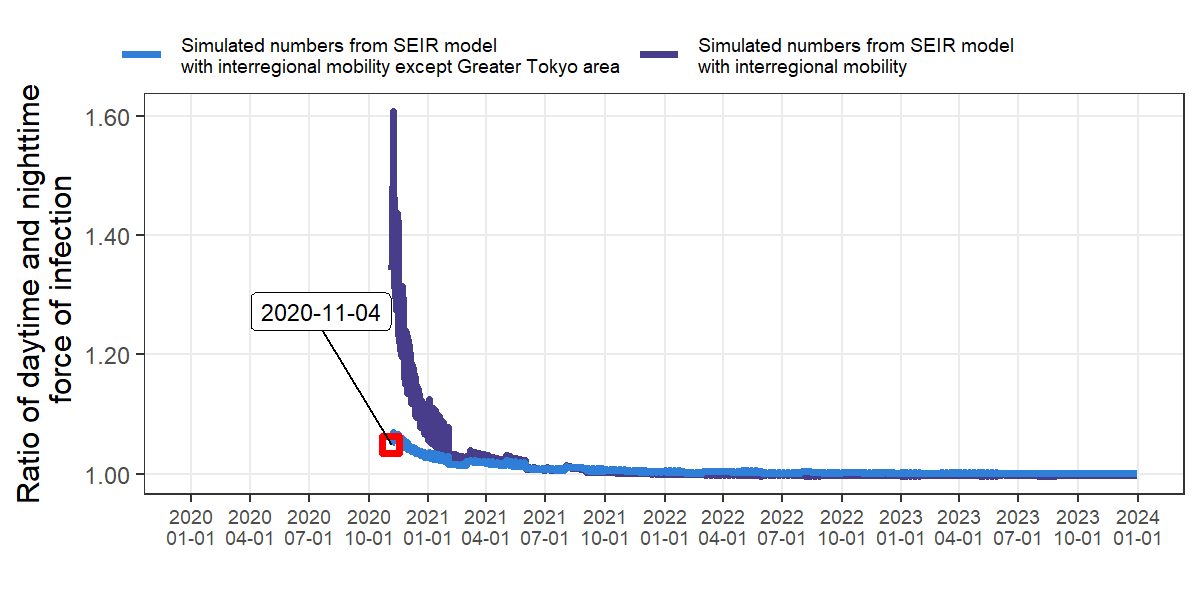 Simulated numbers from SEIR model
with interregional mobility except Greater Tokyo area
Simulated numbers from SEIR model
with interregional mobility
Ratio of daytime and nighttime
force of infection
1.60
1.40
1.20
1.00
2020-11-04
2020 2020 2020 2020 2021 2021 2021 2021 2022 2022 2022 2022 2023 2023 2023 2023 2024
01-01 04-01 07-01 10-01 01-01 04-01 07-01 10-01 01-01 04-01 07-01 10-01 01-01 04-01 07-01 10-01 01-01